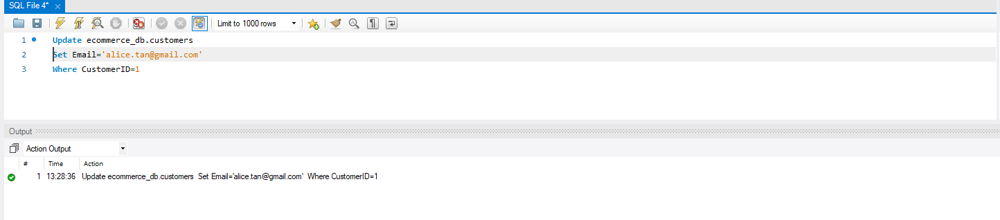 SQL File 4*
Limit to 1000 rows
1 Update ecommerce_db.customers
2 Set Email='alice.tan@gmail.com'
3 Where CustomerID=1
Output
Action Output
# Time Action
1 13:28:36 Update ecommerce_db.customers Set Email='alice.tan@gmail.com' Where CustomerID=1